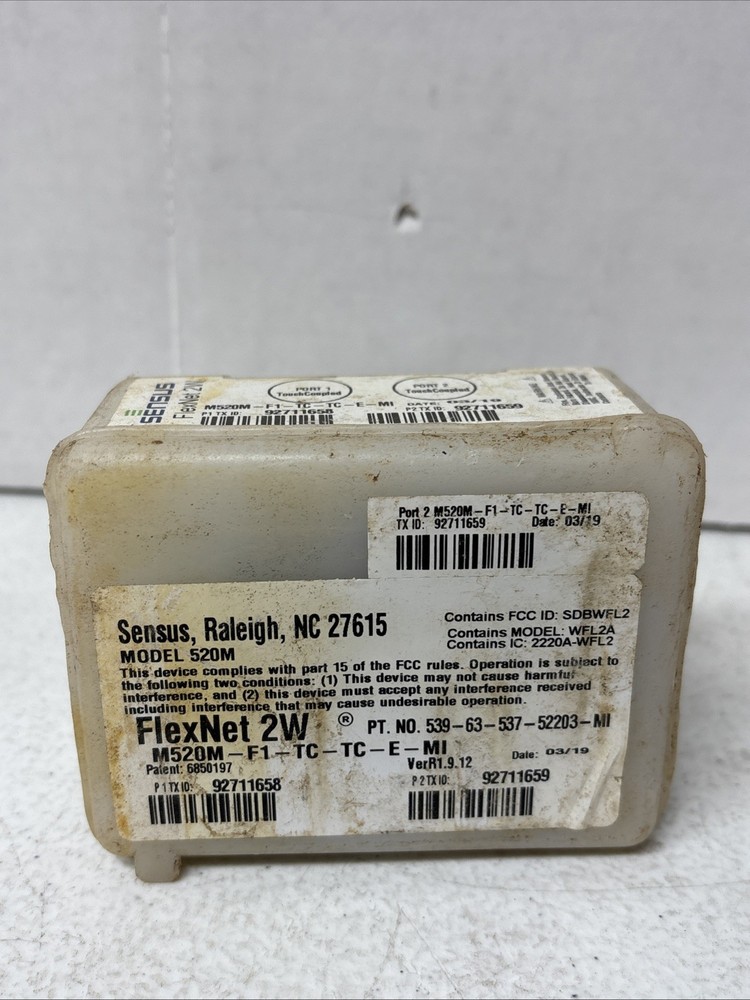 SENSUS
FlexNet 2W
PORT 1
TouchCoupled
PORT 2
TouchCoupled
M520M-F1-TC-TC-E-MI DATE: 03/19
P1 TX ID: 92711658
P2 TX ID: 92711659
Port 2 M520M-F1-TC-TC-E-MI
TX ID: 92711659 Date: 03/19
Sensus, Raleigh, NC 27615
MODEL 520M
Contains FCC ID: SDBWFL2
Contains MODEL: WFL2A
Contains IC: 2220A-WFL2
This device complies with part 15 of the FCC rules. Operation is subject to
the following two conditions: (1) This device may not cause harmful
interference, and (2) this device must accept any interference received
including interference that may cause undesirable operation.
FlexNet 2W ® PT. NO. 539-63-537-52203-MI
M520M-F1-TC-TC-E-MI
VerR1.9.12
Date: 03/19
Patent: 6850197
P 1 TX ID: 92711658
P 2 TX ID: 92711659